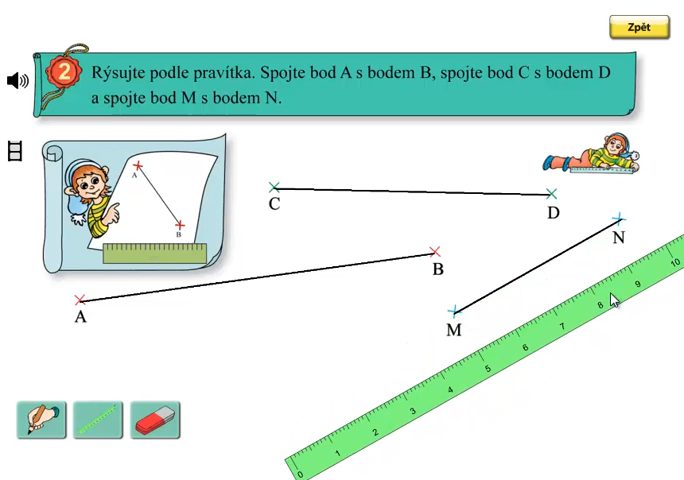 Zpět
2 Rýsujte podle pravítka. Spojte bod A s bodem B, spojte bod C s bodem D
a spojte bod M s bodem N.
A
B
C
D
N
B
A
M
0 1 2 3 4 5 6 7 8 9 10